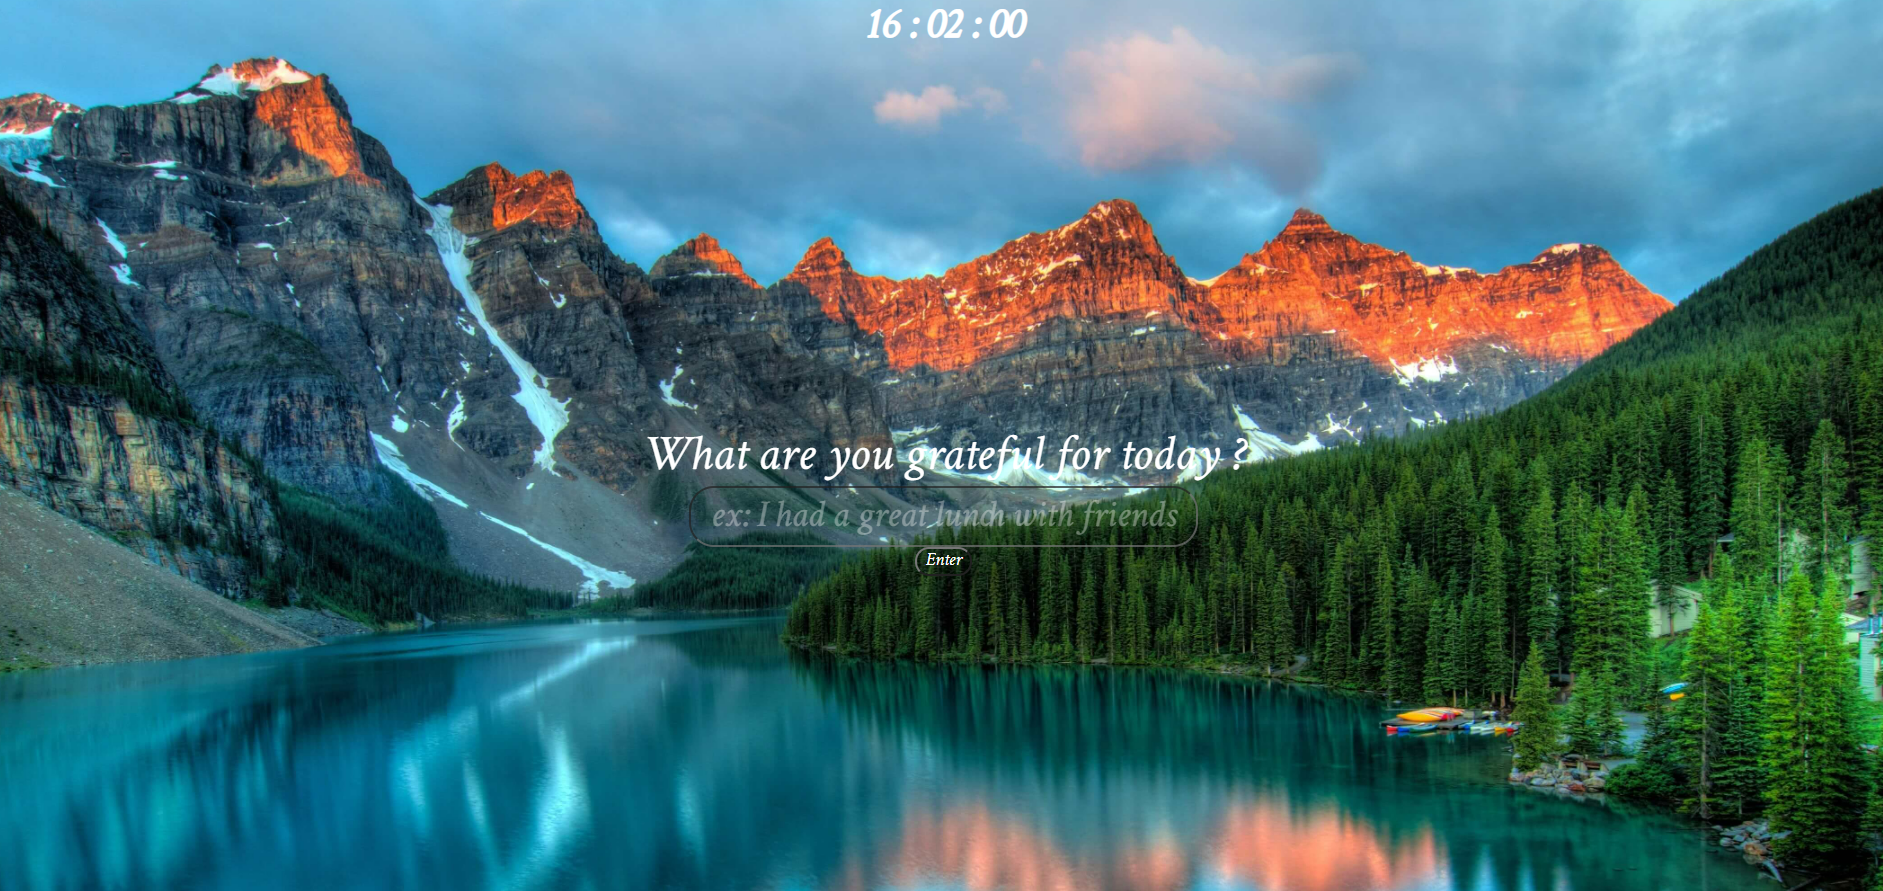 16 : 02 : 00
What are you grateful for today ?
ex: I had a great lunch with friends
Enter